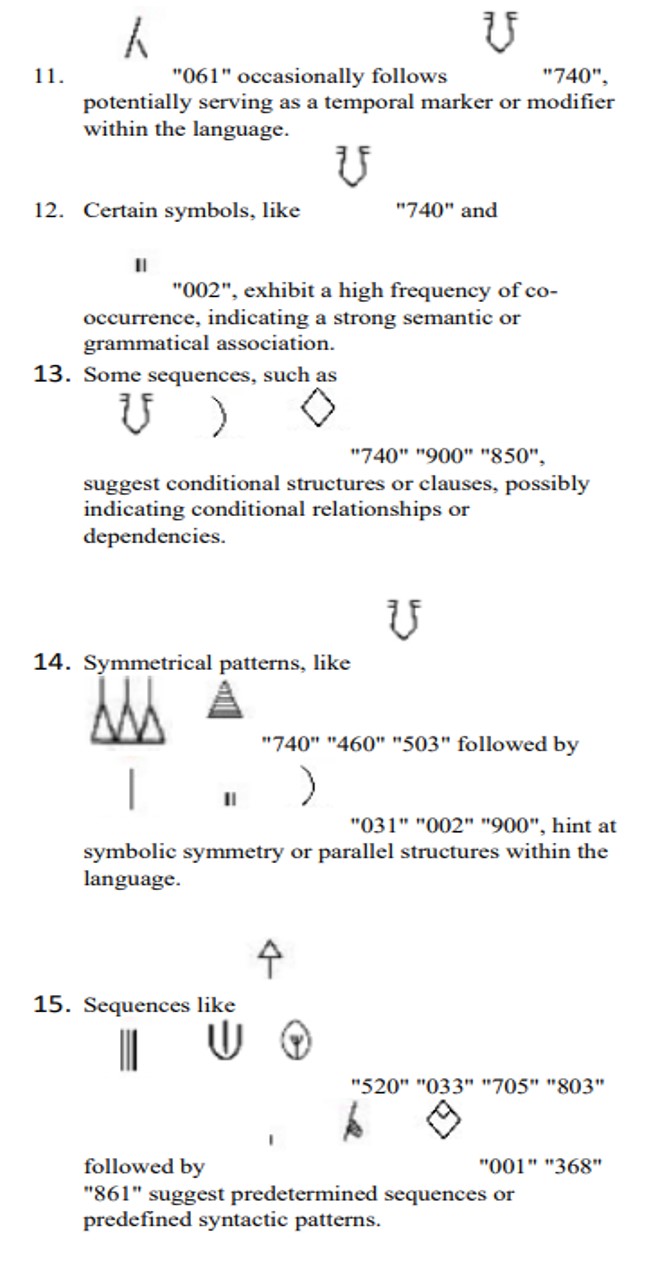 11. "061" occasionally follows "740",
potentially serving as a temporal marker or modifier
within the language.
12. Certain symbols, like "740" and
"002", exhibit a high frequency of co-
occurrence, indicating a strong semantic or
grammatical association.
13. Some sequences, such as
"740" "900" "850",
suggest conditional structures or clauses, possibly
indicating conditional relationships or
dependencies.
14. Symmetrical patterns, like
"740" "460" "503" followed by
"031" "002" "900", hint at
symbolic symmetry or parallel structures within the
language.
15. Sequences like
"520" "033" "705" "803"
followed by "001" "368"
"861" suggest predetermined sequences or
predefined syntactic patterns.